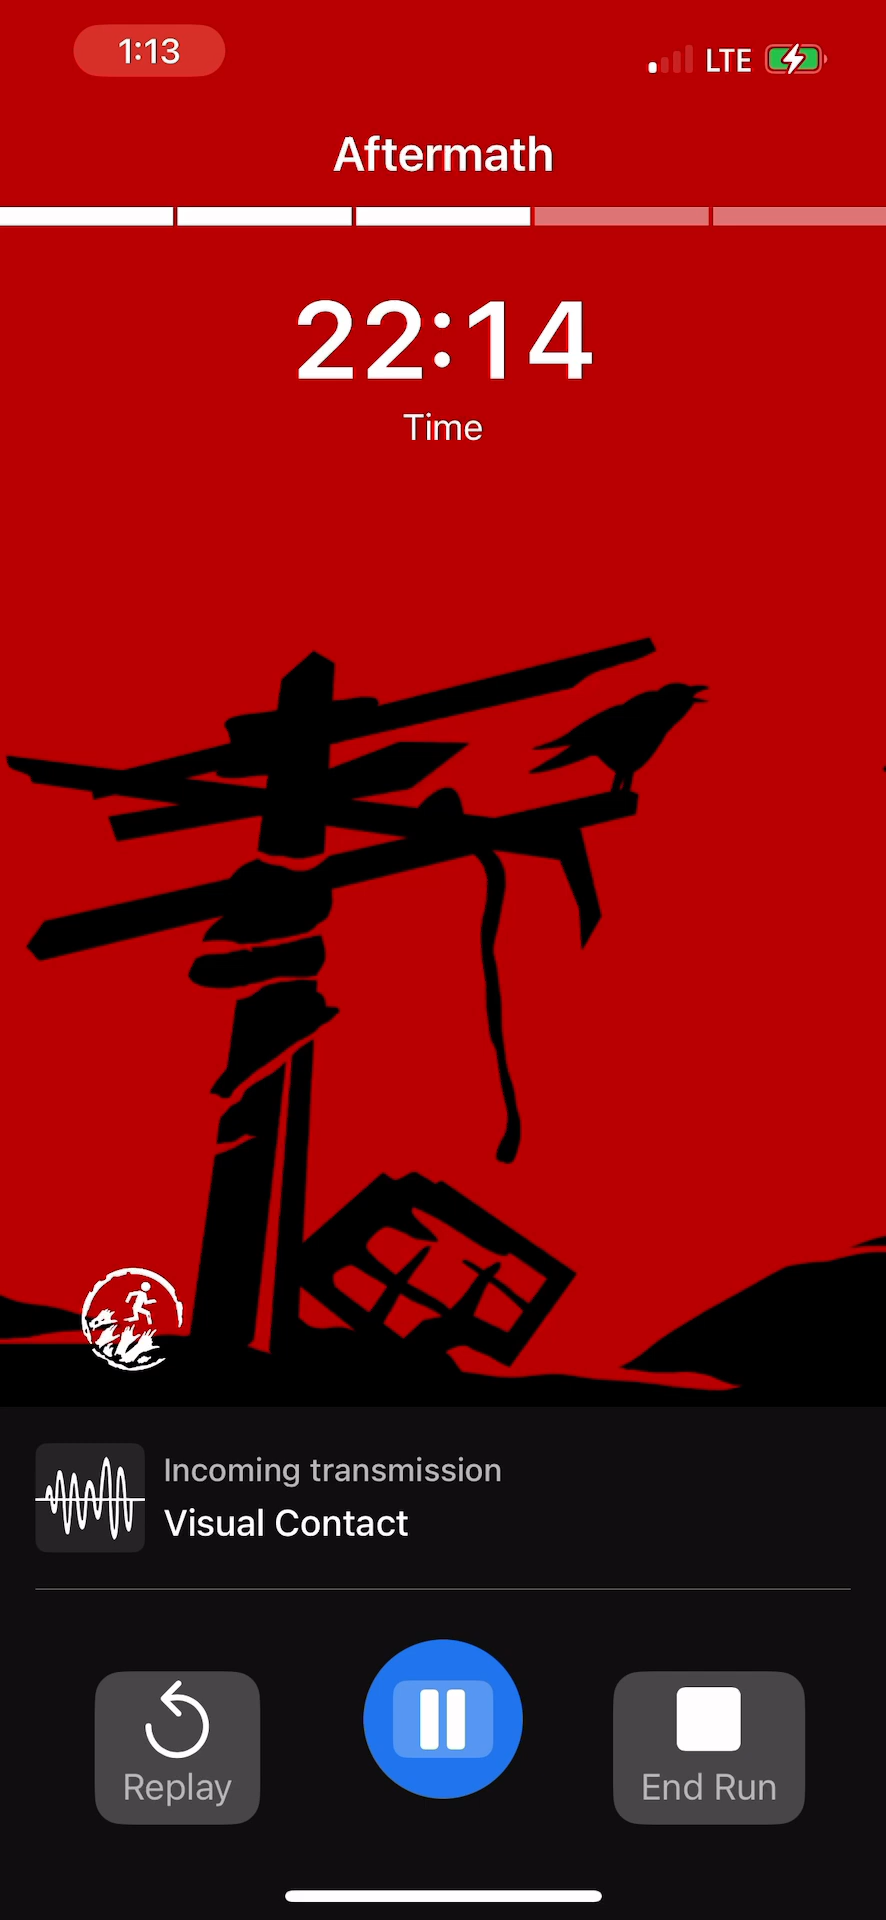 1:13
LTE
Aftermath
22:14
Time
Incoming transmission
Visual Contact
Replay
End Run